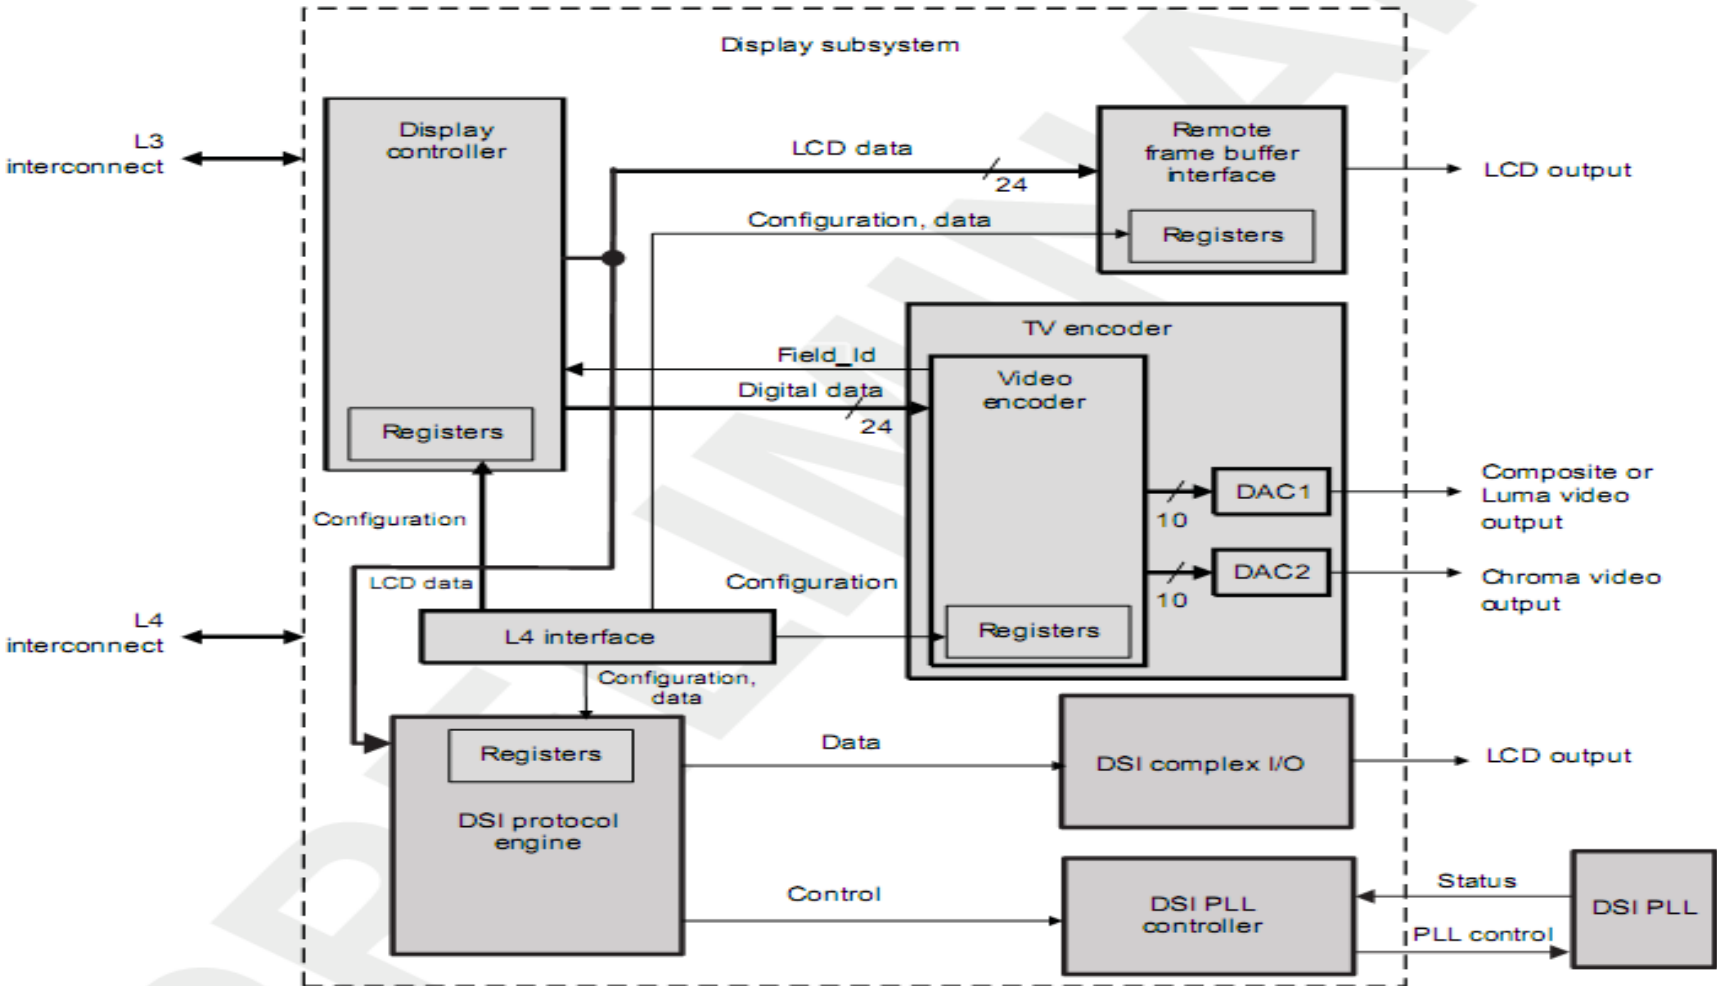 Display subsystem
L3
interconnect
Display
controller
LCD data
24
Remote
frame buffer
interface
LCD output
Configuration, data
Registers
TV encoder
Field_Id
Digital data
24
Video
encoder
Registers
DAC1
10
Composite or
Luma video
output
Configuration
LCD data
Configuration
DAC2
10
Chroma video
output
L4
interconnect
L4 interface
Registers
Configuration,
data
Registers
Data
DSI complex I/O
LCD output
DSI protocol
engine
Control
DSI PLL
controller
Status
PLL control
DSI PLL
PRELIMINA